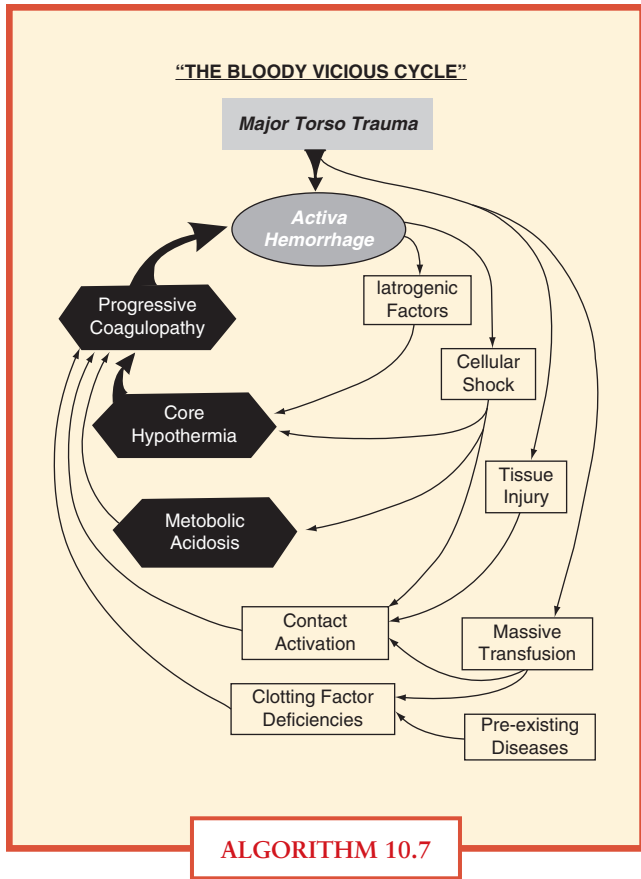 “THE BLOODY VICIOUS CYCLE”
Major Torso Trauma
Activa
Hemorrhage
Iatrogenic
Factors
Progressive
Coagulopathy
Cellular
Shock
Core
Hypothermia
Tissue
Injury
Metobolic
Acidosis
Contact
Activation
Massive
Transfusion
Clotting Factor
Deficiencies
Pre-existing
Diseases
ALGORITHM 10.7